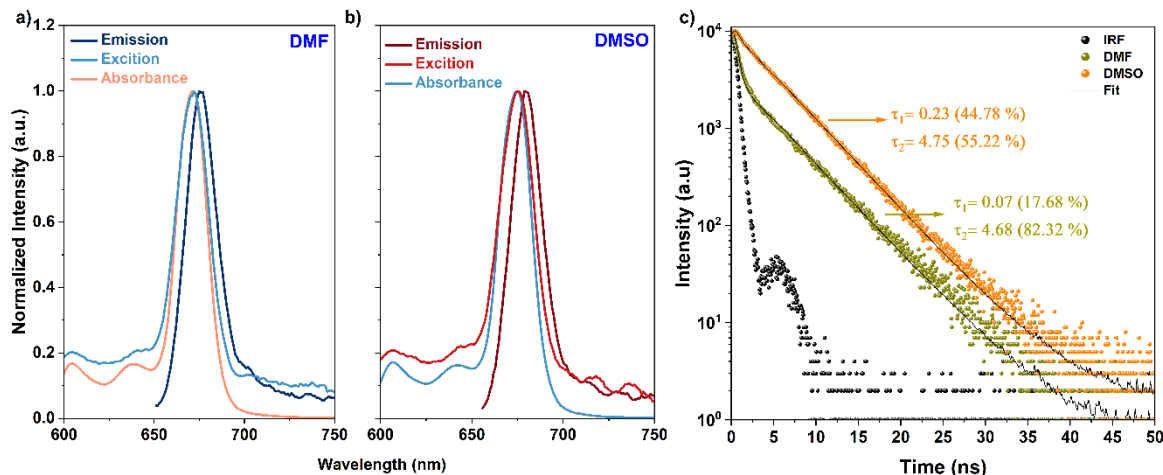 a)
DMF
Emission
Excition
Absorbance
1.2
1.0
0.8
0.6
0.4
0.2
0.0
Normalized Intensity (a.u.)
600
650
700
750
b)
DMSO
Emission
Excition
Absorbance
600
650
700
750
Wavelength (nm)
c)
IRF
DMF
DMSO
Fit
τ1= 0.23 (44.78 %)
τ2= 4.75 (55.22 %)
τ1= 0.07 (17.68 %)
τ2= 4.68 (82.32 %)
10^4
10^3
10^2
10^1
10^0
Intensity (a.u)
0
5
10
15
20
25
30
35
40
45
50
Time (ns)